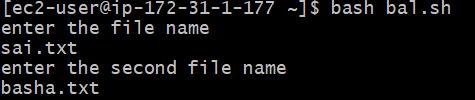 [ec2-user@ip-172-31-1-177 ~]$ bash bal.sh
enter the file name
sai.txt
enter the second file name
basha.txt